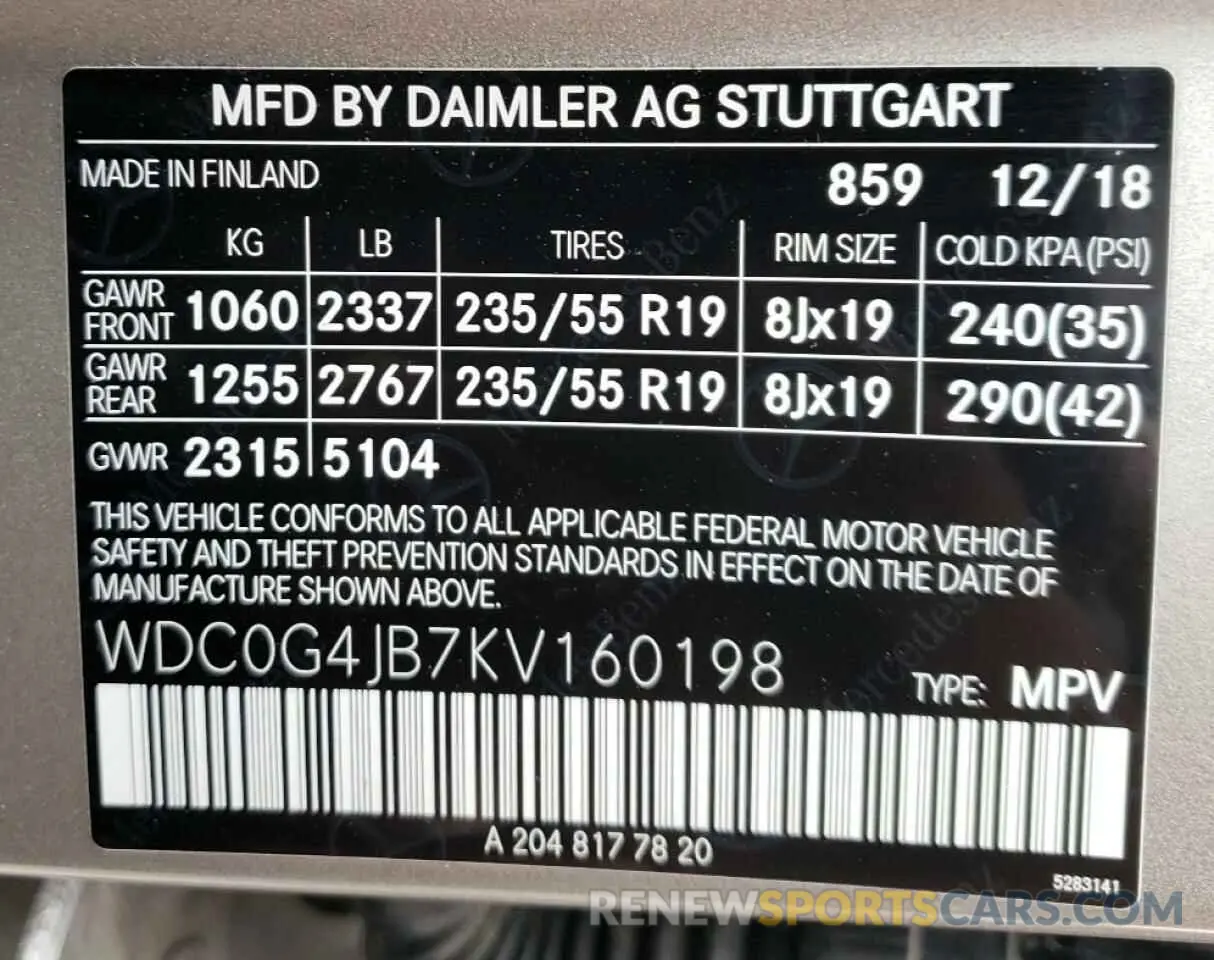 MFD BY DAIMLER AG STUTTGART
MADE IN FINLAND 859 12/18
KG LB TIRES RIM SIZE COLD KPA (PSI)
GAWR FRONT 1060 2337 235/55 R19 8Jx19 240(35)
GAWR REAR 1255 2767 235/55 R19 8Jx19 290(42)
GVWR 2315 5104
THIS VEHICLE CONFORMS TO ALL APPLICABLE FEDERAL MOTOR VEHICLE
SAFETY AND THEFT PREVENTION STANDARDS IN EFFECT ON THE DATE OF
MANUFACTURE SHOWN ABOVE.
WDC0G4JB7KV160198 TYPE: MPV
A 204 817 78 20
5283141
RENEWSPORTSCARS.COM